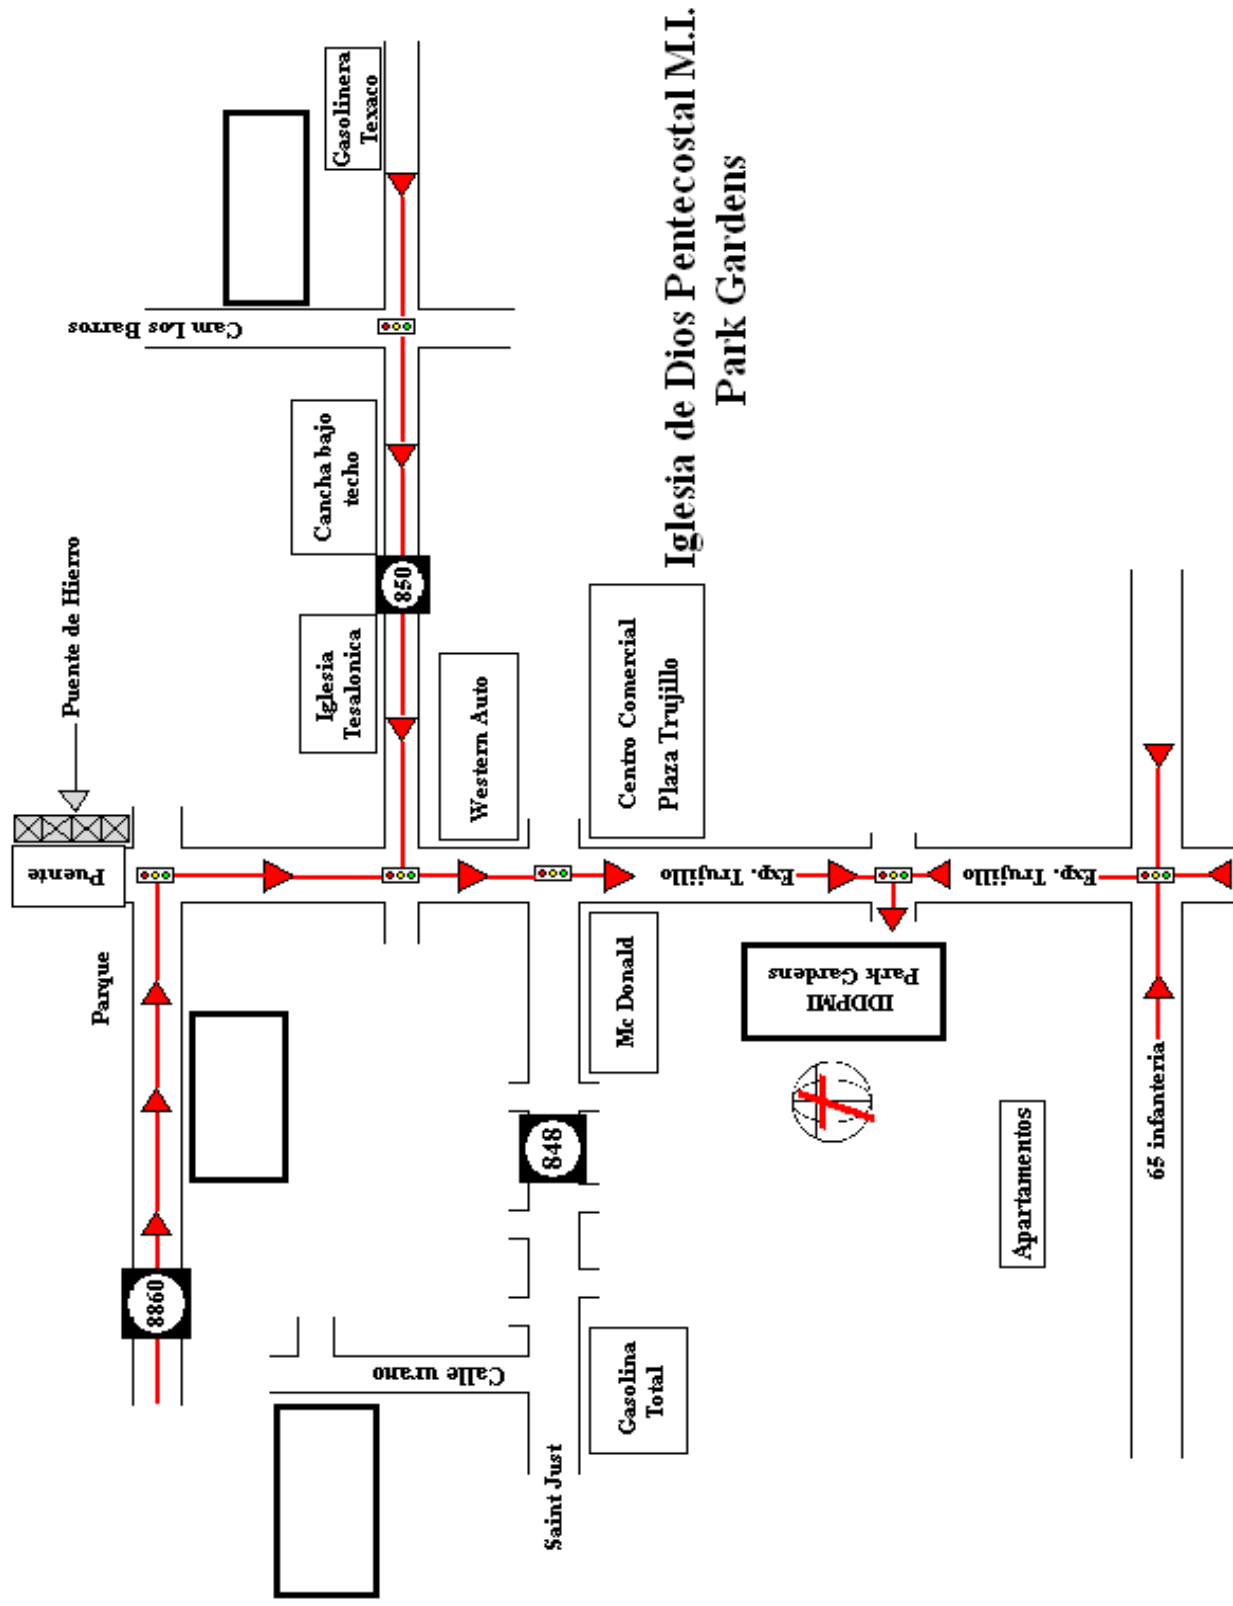 Iglesia de Dios Pentecostal M.I.
Park Gardens
Gasolinera
Texaco
Cam Los Barros
Cancha bajo
techo
850
Iglesia
Tesalonica
Western Auto
Centro Comercial
Plaza Trujillo
Puente de Hierro
Puente
Parque
8860
Exp. Trujillo
Exp. Trujillo
Mc Donald
IDDPMI
Park Gardens
848
Calle urano
Gasolina
Total
Saint Just
Apartamentos
65 infanteria